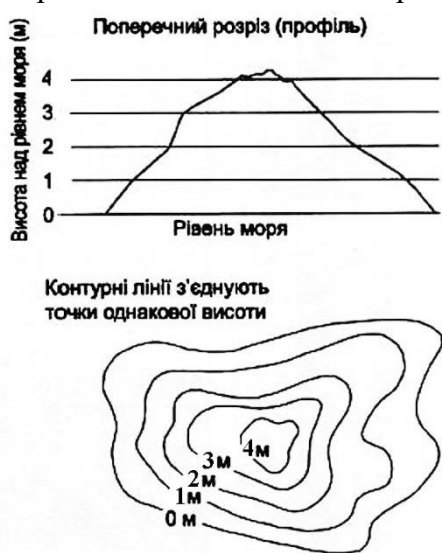 Поперечний розріз (профіль)
Висота над рівнем моря (м)
4
3
2
1
0
Рівень моря
Контурні лінії з'єднують
точки однакової висоти
4м
3м
2м
1м
0 м